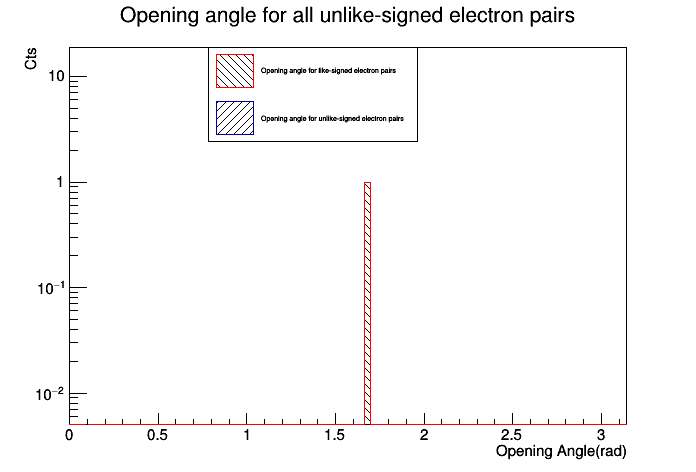 Opening angle for all unlike-signed electron pairs
Cts
Opening angle for like-signed electron pairs
Opening angle for unlike-signed electron pairs
10
1
10⁻¹
10⁻²
0 0.5 1 1.5 2 2.5 3
Opening Angle(rad)